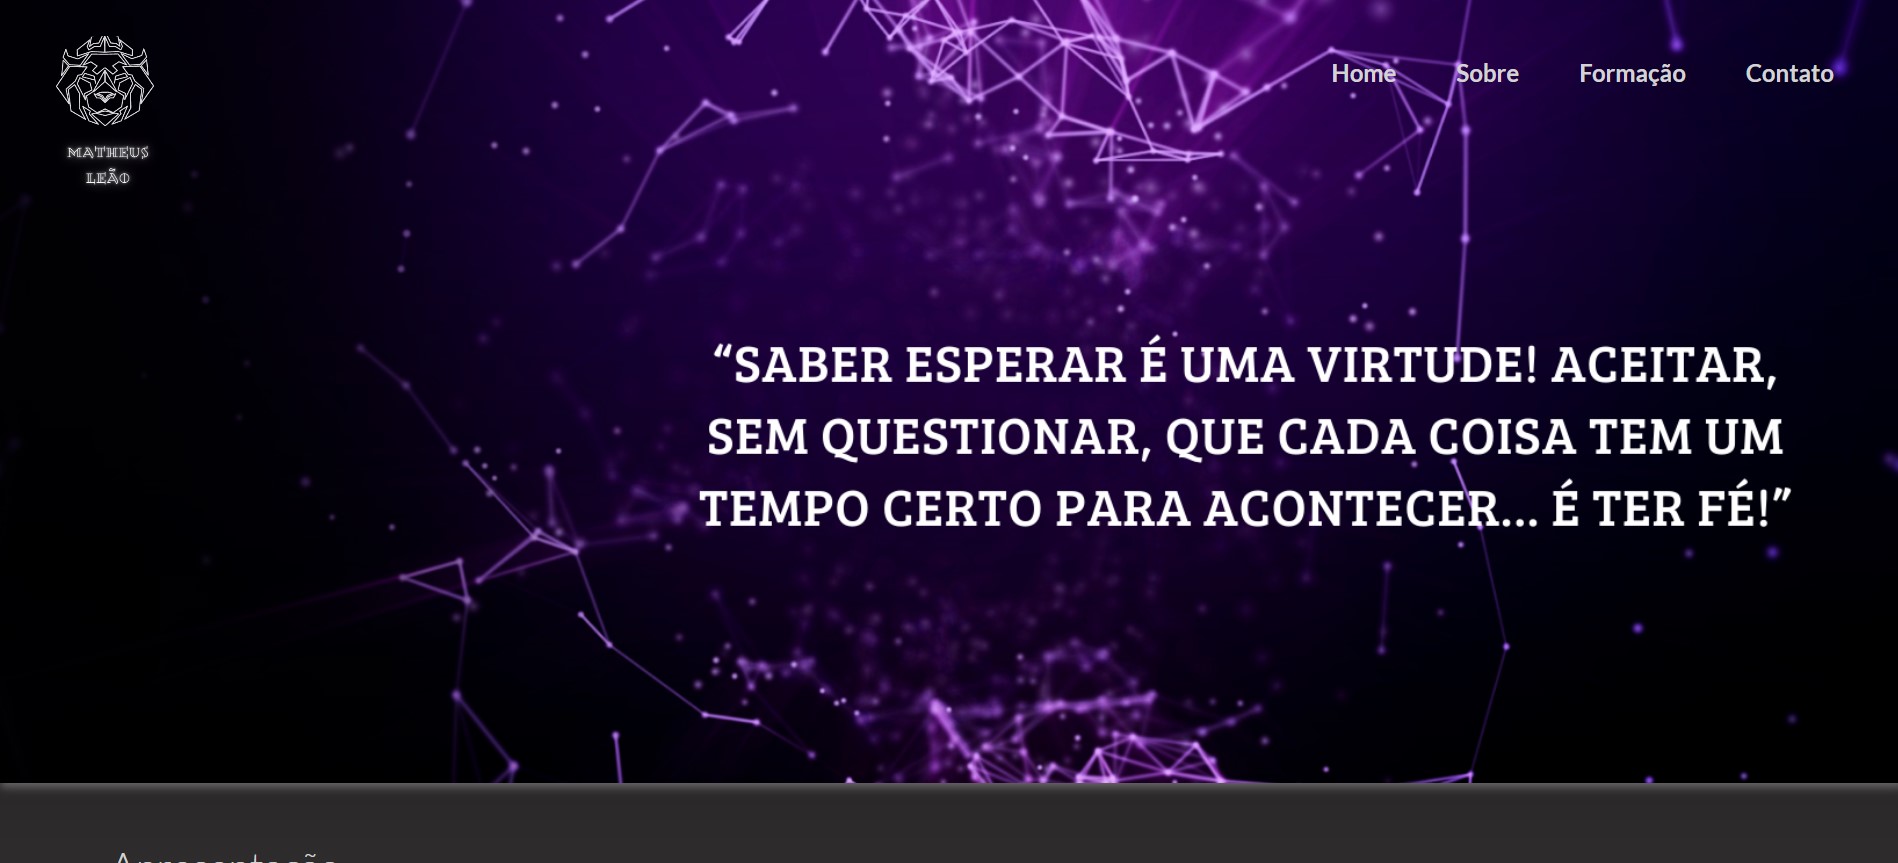 MATHEUS
LEÃO
Home Sobre Formação Contato
“SABER ESPERAR É UMA VIRTUDE! ACEITAR,
SEM QUESTIONAR, QUE CADA COISA TEM UM
TEMPO CERTO PARA ACONTECER... É TER FÉ!”
Apresentação